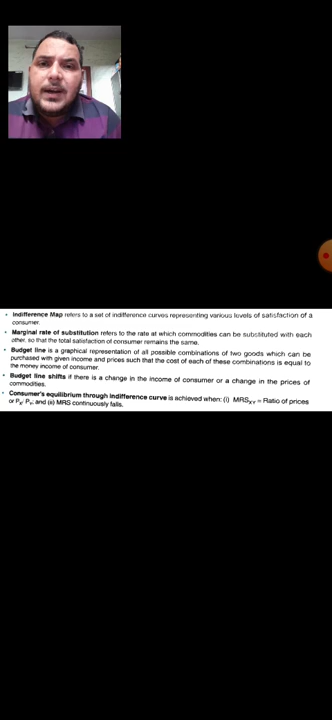 • Indifference Map refers to a set of indifference curves representing various levels of satisfaction of a
consumer.
• Marginal rate of substitution refers to the rate at which commodities can be substituted with each
other, so that the total satisfaction of consumer remains the same.
• Budget line is a graphical representation of all possible combinations of two goods which can be
purchased with given income and prices such that the cost of each of these combinations is equal to
the money income of consumer.
• Budget line shifts if there is a change in the income of consumer or a change in the prices of
commodities.
• Consumer's equilibrium through indifference curve is achieved when: (i) MRSXY = Ratio of prices
or PX/PY, and (ii) MRS continuously falls.